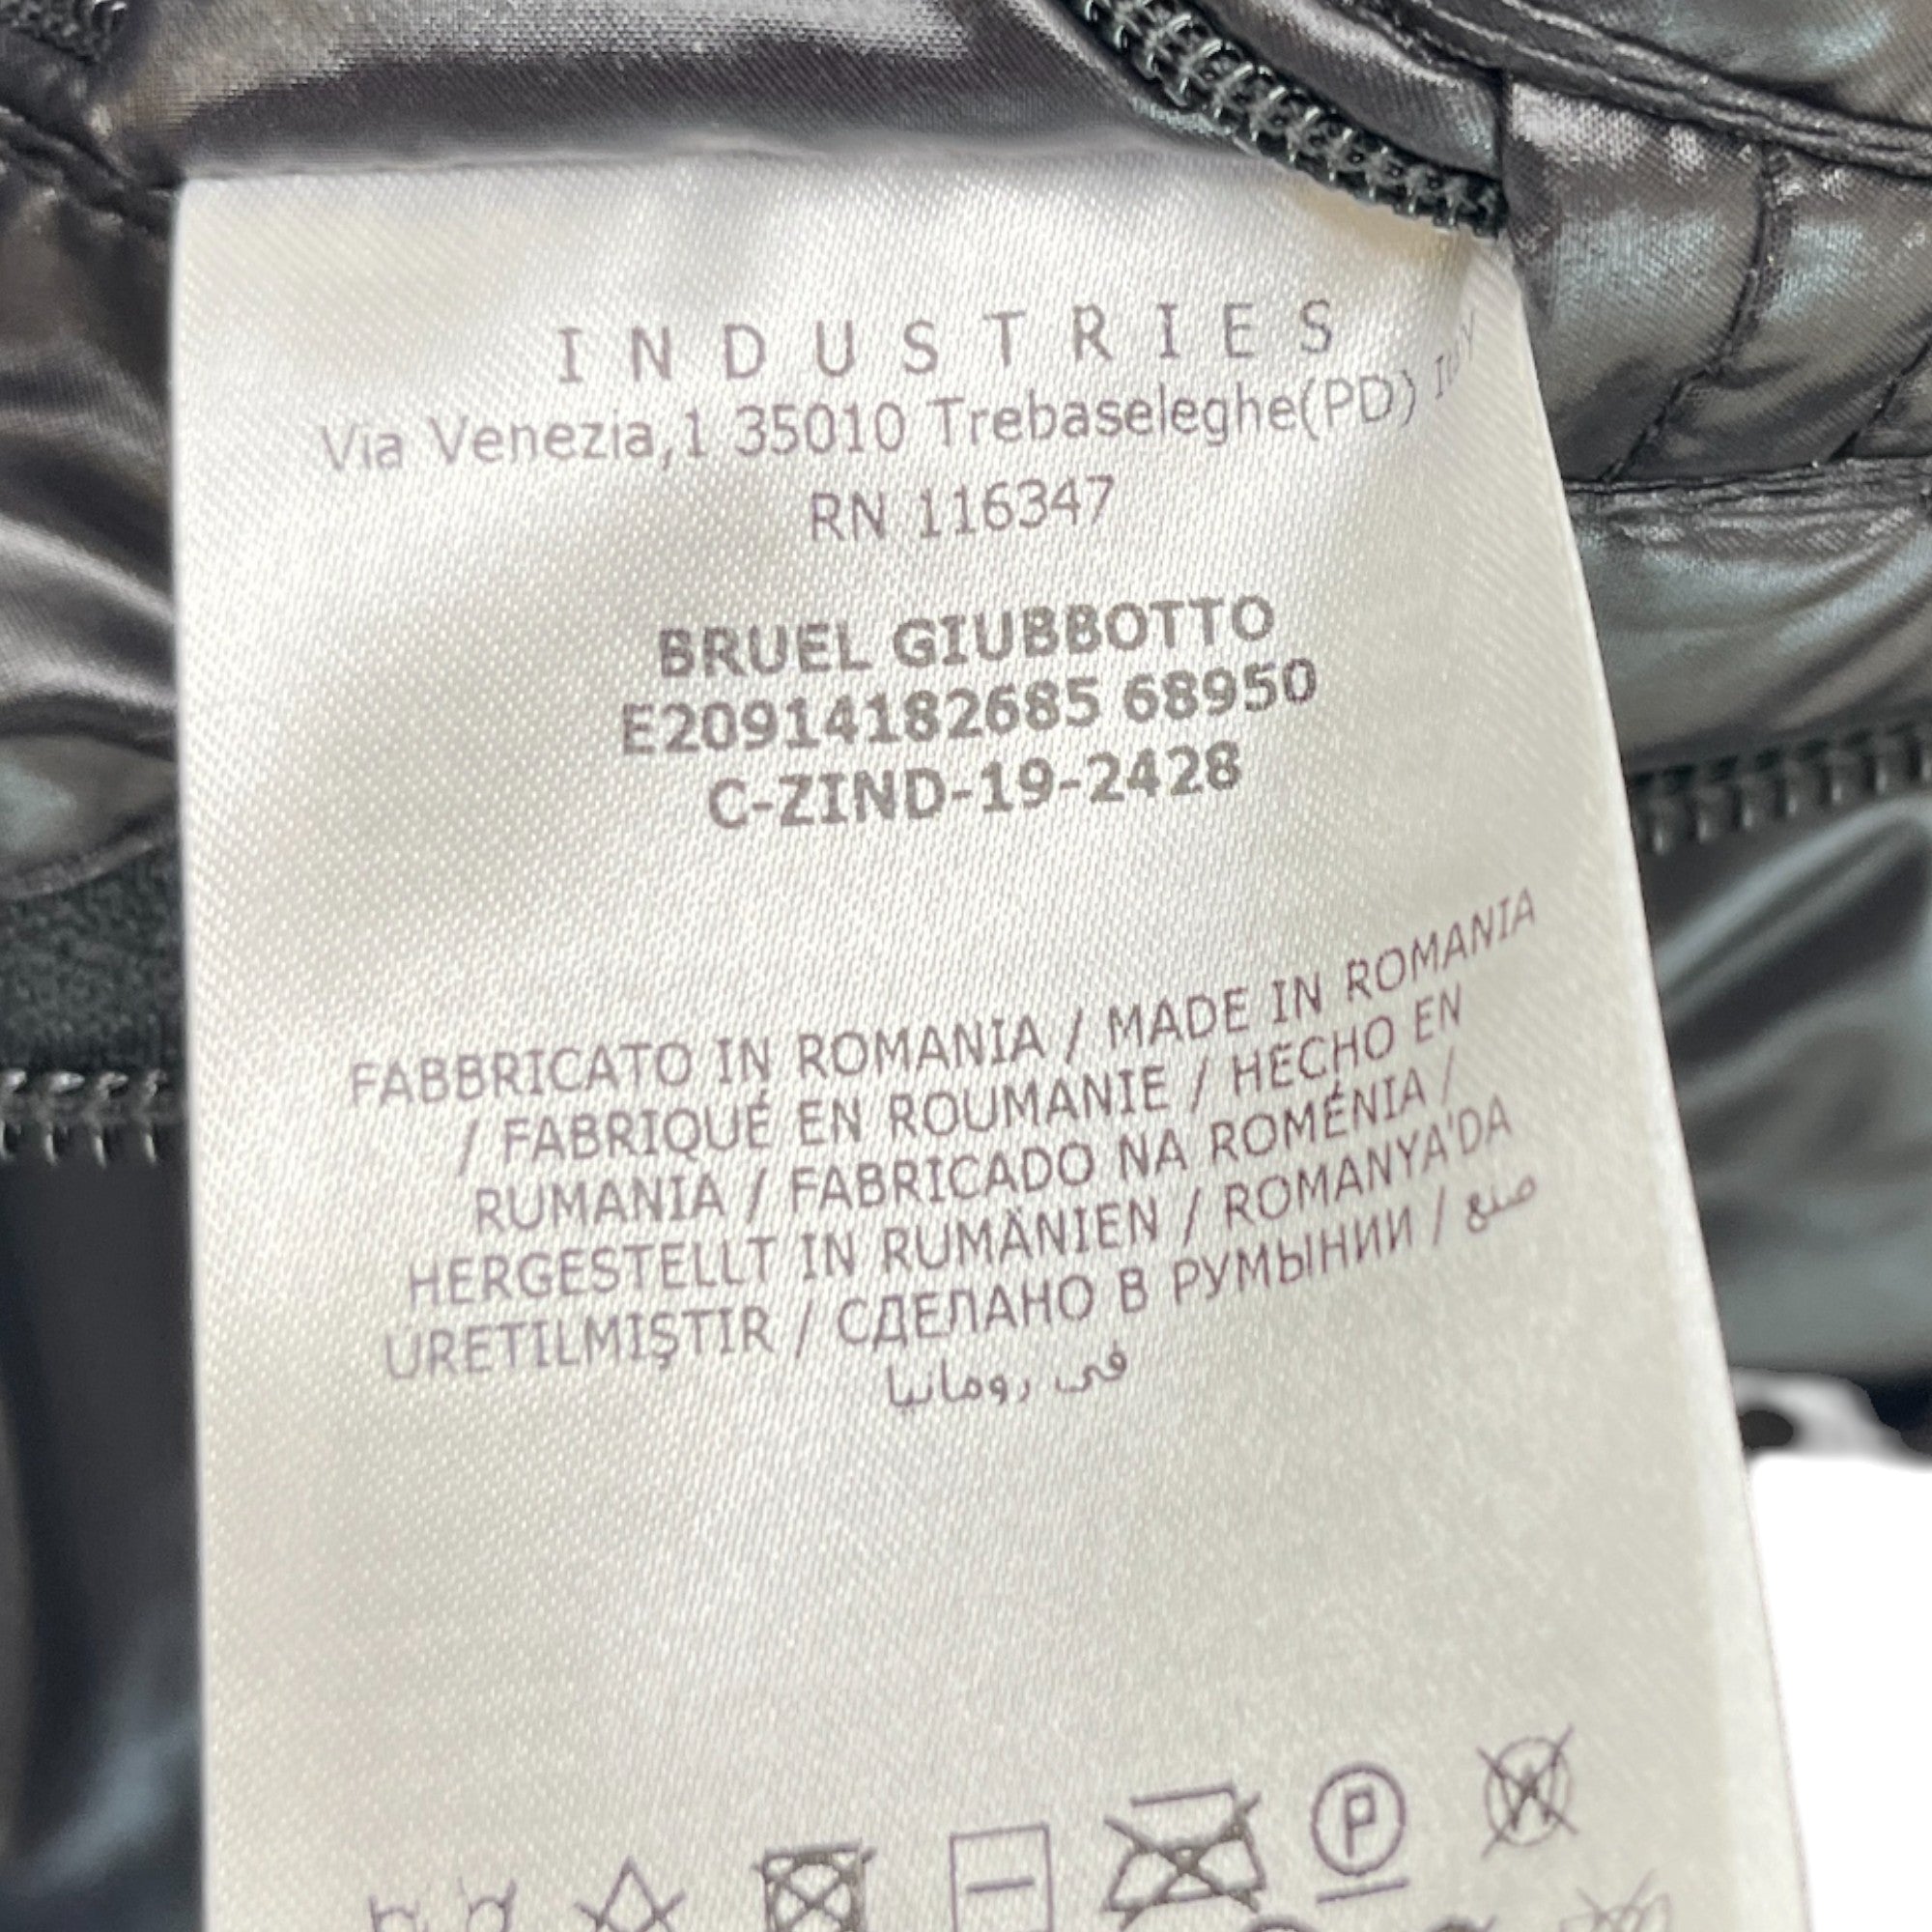 INDUSTRIES
Via Venezia,1 35010 Trebaseleghe(PD) Italy
RN 116347
BRUEL GIUBBOTTO
E20914182685 68950
C-ZIND-19-2428
FABBRICATO IN ROMANIA / MADE IN ROMANIA
/ FABRIQUÉ EN ROUMANIE / HECHO EN
RUMANIA / FABRICADO NA ROMÉNIA /
HERGESTELLT IN RUMÄNIEN / ROMANYA'DA
URETILMIŞTIR / СДЕЛАНО В РУМЫНИИ / صنع
في رومانيا
P W